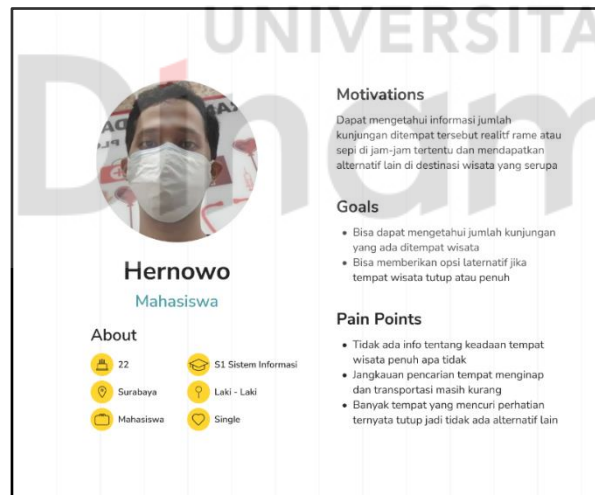 UNIVERSITA
Dinam
Hernowo
Mahasiswa
About
22
S1 Sistem Informasi
Surabaya
Laki - Laki
Mahasiswa
Single
Motivations
Dapat mengetahui informasi jumlah
kunjungan ditempat tersebut realitf rame atau
sepi di jam-jam tertentu dan mendapatkan
alternatif lain di destinasi wisata yang serupa
Goals
• Bisa dapat mengetahui jumlah kunjungan
yang ada ditempat wisata
• Bisa memberikan opsi laternatif jika
tempat wisata tutup atau penuh
Pain Points
• Tidak ada info tentang keadaan tempat
wisata penuh apa tidak
• Jangkauan pencarian tempat menginap
dan transportasi masih kurang
• Banyak tempat yang mencuri perhatian
ternyata tutup jadi tidak ada alternatif lain